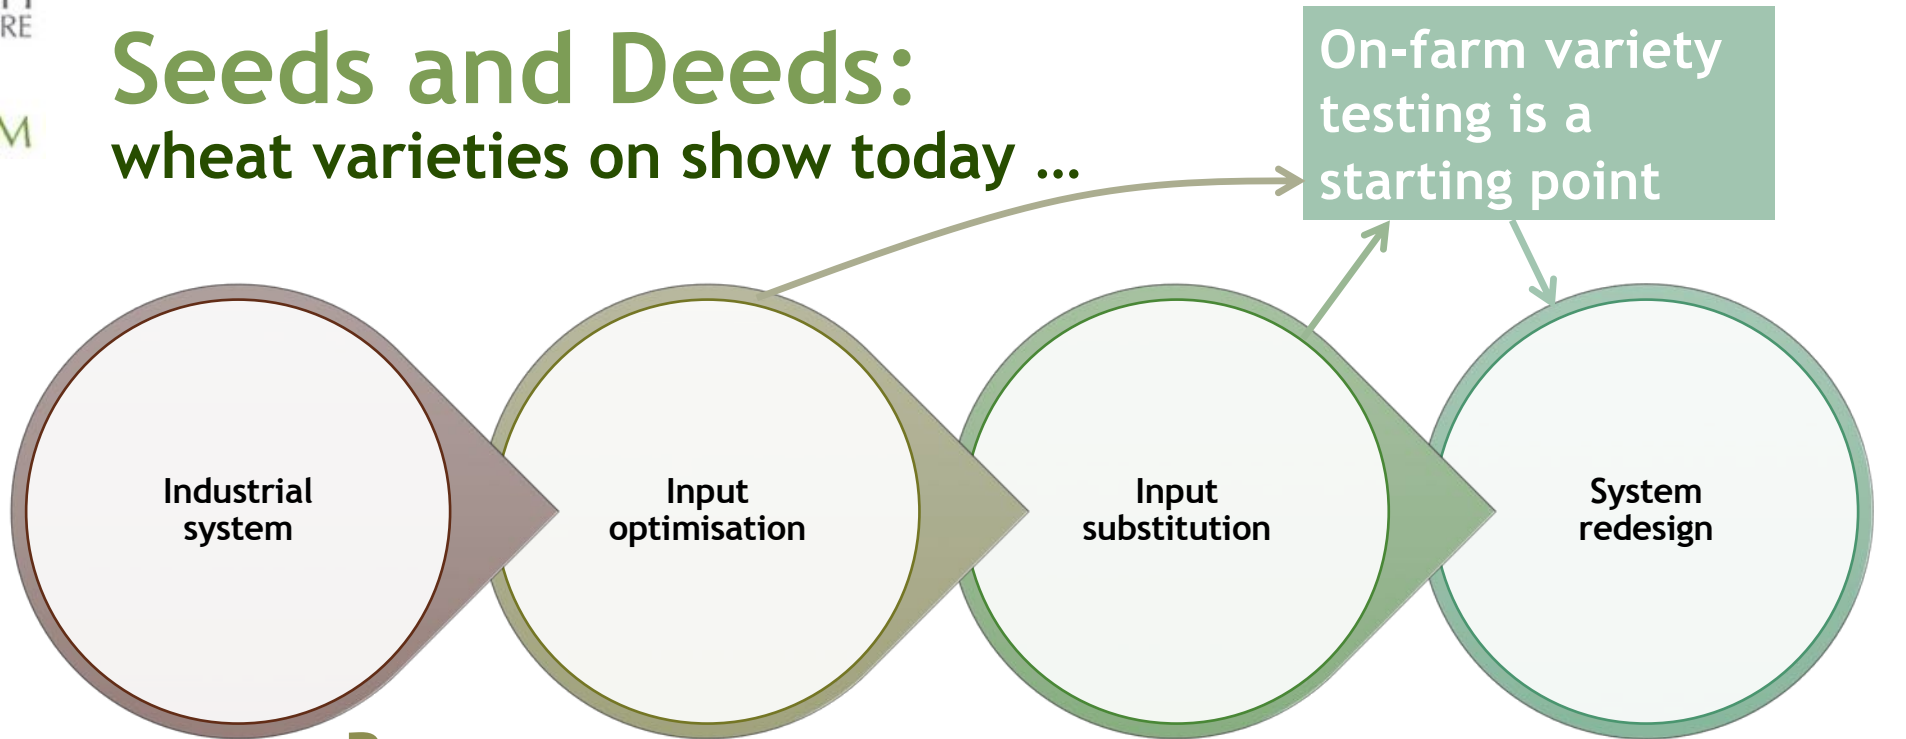 RE
M
Seeds and Deeds:
wheat varieties on show today …
On-farm variety
testing is a
starting point
Industrial
system
Input
optimisation
Input
substitution
System
redesign